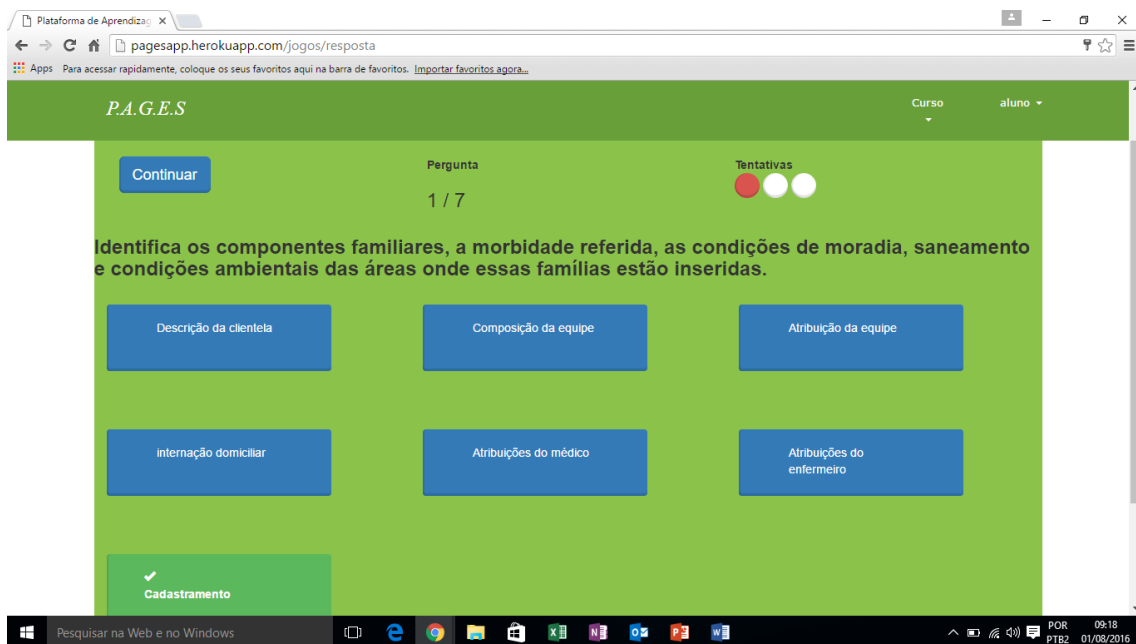 Plataforma de Aprendizag
pagesapp.herokuapp.com/jogos/resposta
Apps Para acessar rapidamente, coloque os seus favoritos aqui na barra de favoritos. Importar favoritos agora...
P.A.G.E.S
Curso
aluno
Continuar
Pergunta
1 / 7
Tentativas
Identifica os componentes familiares, a morbidade referida, as condições de moradia, saneamento
e condições ambientais das áreas onde essas famílias estão inseridas.
Descrição da clientela
Composição da equipe
Atribuição da equipe
internação domiciliar
Atribuições do médico
Atribuições do
enfermeiro
Cadastramento
Pesquisar na Web e no Windows
POR
PTB2
09:18
01/08/2016